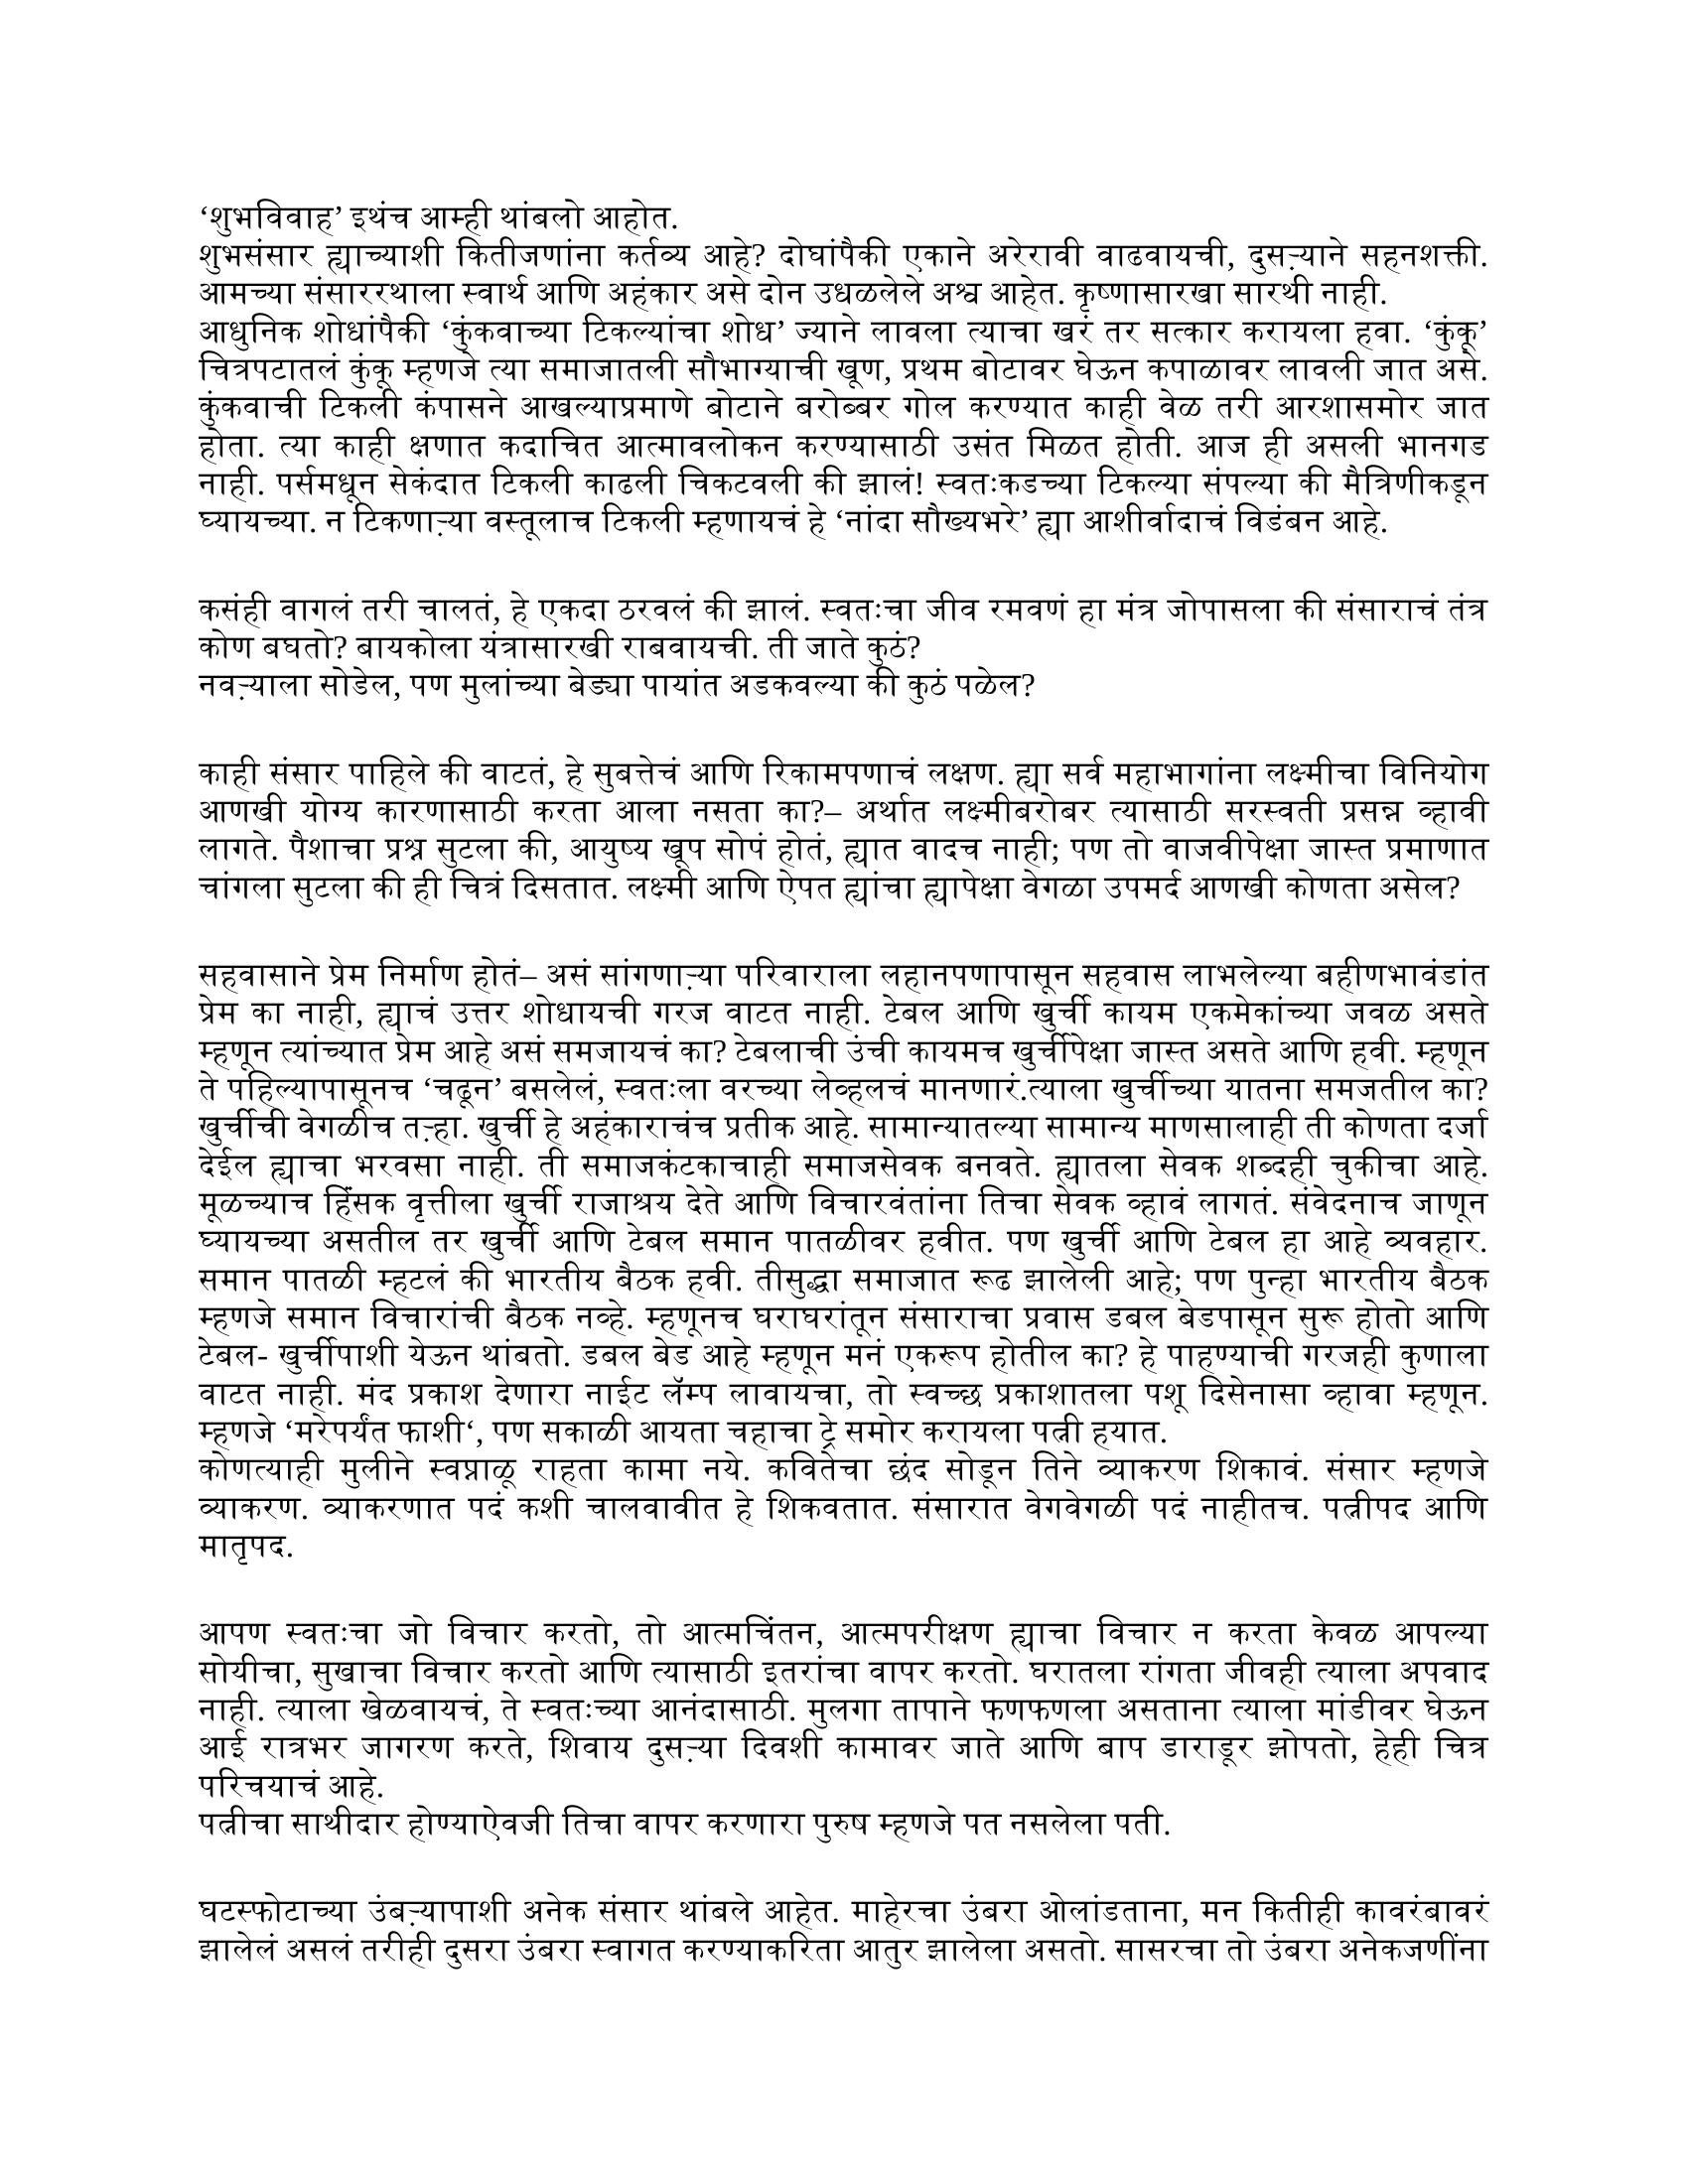 ‘शुभविवाह’ इथंच आम्ही थांबलो आहोत.
शुभसंसार ह्याच्याशी कितीजणांना कर्तव्य आहे? दोघांपैकी एकाने अरेरावी वाढवायची, दुसऱ्याने सहनशक्ती.
आमच्या संसाररथाला स्वार्थ आणि अहंकार असे दोन उधळलेले अश्व आहेत. कृष्णासारखा सारथी नाही.
आधुनिक शोधांपैकी ‘कुंकवाच्या टिकल्यांचा शोध’ ज्याने लावला त्याचा खरं तर सत्कार करायला हवा. ‘कुंकू’
चित्रपटातलं कुंकू म्हणजे त्या समाजातली सौभाग्याची खूण, प्रथम बोटावर घेऊन कपाळावर लावली जात असे.
कुंकवाची टिकली कंपासने आखल्याप्रमाणे बोटाने बरोब्बर गोल करण्यात काही वेळ तरी आरशासमोर जात
होता. त्या काही क्षणात कदाचित आत्मावलोकन करण्यासाठी उसंत मिळत होती. आज ही असली भानगड
नाही. पर्समधून सेकंदात टिकली काढली चिकटवली की झालं! स्वतःकडच्या टिकल्या संपल्या की मैत्रिणीकडून
घ्यायच्या. न टिकणाऱ्या वस्तूलाच टिकली म्हणायचं हे ‘नांदा सौख्यभरे’ ह्या आशीर्वादाचं विडंबन आहे.
कसंही वागलं तरी चालतं, हे एकदा ठरवलं की झालं. स्वतःचा जीव रमवणं हा मंत्र जोपासला की संसाराचं तंत्र
कोण बघतो? बायकोला यंत्रासारखी राबवायची. ती जाते कुठं?
नवऱ्याला सोडेल, पण मुलांच्या बेड्या पायांत अडकवल्या की कुठं पळेल?
काही संसार पाहिले की वाटतं, हे सुबत्तेचं आणि रिकामपणाचं लक्षण. ह्या सर्व महाभागांना लक्ष्मीचा विनियोग
आणखी योग्य कारणासाठी करता आला नसता का?– अर्थात लक्ष्मीबरोबर त्यासाठी सरस्वती प्रसन्न व्हावी
लागते. पैशाचा प्रश्न सुटला की, आयुष्य खूप सोपं होतं, ह्यात वादच नाही; पण तो वाजवीपेक्षा जास्त प्रमाणात
चांगला सुटला की ही चित्रं दिसतात. लक्ष्मी आणि ऐपत ह्यांचा ह्यापेक्षा वेगळा उपमर्द आणखी कोणता असेल?
सहवासाने प्रेम निर्माण होतं– असं सांगणाऱ्या परिवाराला लहानपणापासून सहवास लाभलेल्या बहीणभावंडांत
प्रेम का नाही, ह्याचं उत्तर शोधायची गरज वाटत नाही. टेबल आणि खुर्ची कायम एकमेकांच्या जवळ असते
म्हणून त्यांच्यात प्रेम आहे असं समजायचं का? टेबलाची उंची कायमच खुर्चीपेक्षा जास्त असते आणि हवी. म्हणून
ते पहिल्यापासूनच ‘चढून’ बसलेलं, स्वतःला वरच्या लेव्हलचं मानणारं.त्याला खुर्चीच्या यातना समजतील का?
खुर्चीची वेगळीच तऱ्हा. खुर्ची हे अहंकाराचंच प्रतीक आहे. सामान्यातल्या सामान्य माणसालाही ती कोणता दर्जा
देईल ह्याचा भरवसा नाही. ती समाजकंटकाचाही समाजसेवक बनवते. ह्यातला सेवक शब्दही चुकीचा आहे.
मूळच्याच हिंसक वृत्तीला खुर्ची राजाश्रय देते आणि विचारवंतांना तिचा सेवक व्हावं लागतं. संवेदनाच जाणून
घ्यायच्या असतील तर खुर्ची आणि टेबल समान पातळीवर हवीत. पण खुर्ची आणि टेबल हा आहे व्यवहार.
समान पातळी म्हटलं की भारतीय बैठक हवी. तीसुद्धा समाजात रूढ झालेली आहे; पण पुन्हा भारतीय बैठक
म्हणजे समान विचारांची बैठक नव्हे. म्हणूनच घराघरांतून संसाराचा प्रवास डबल बेडपासून सुरू होतो आणि
टेबल- खुर्चीपाशी येऊन थांबतो. डबल बेड आहे म्हणून मनं एकरूप होतील का? हे पाहण्याची गरजही कुणाला
वाटत नाही. मंद प्रकाश देणारा नाईट लॅम्प लावायचा, तो स्वच्छ प्रकाशातला पशू दिसेनासा व्हावा म्हणून.
म्हणजे ‘मरेपर्यंत फाशी‘, पण सकाळी आयता चहाचा ट्रे समोर करायला पत्नी हयात.
कोणत्याही मुलीने स्वप्नाळू राहता कामा नये. कवितेचा छंद सोडून तिने व्याकरण शिकावं. संसार म्हणजे
व्याकरण. व्याकरणात पदं कशी चालवावीत हे शिकवतात. संसारात वेगवेगळी पदं नाहीतच. पत्नीपद आणि
मातृपद.
आपण स्वतःचा जो विचार करतो, तो आत्मचिंतन, आत्मपरीक्षण ह्याचा विचार न करता केवळ आपल्या
सोयीचा, सुखाचा विचार करतो आणि त्यासाठी इतरांचा वापर करतो. घरातला रांगता जीवही त्याला अपवाद
नाही. त्याला खेळवायचं, ते स्वतःच्या आनंदासाठी. मुलगा तापाने फणफणला असताना त्याला मांडीवर घेऊन
आई रात्रभर जागरण करते, शिवाय दुसऱ्या दिवशी कामावर जाते आणि बाप डाराडूर झोपतो, हेही चित्र
परिचयाचं आहे.
पत्नीचा साथीदार होण्याऐवजी तिचा वापर करणारा पुरुष म्हणजे पत नसलेला पती.
घटस्फोटाच्या उंबऱ्यापाशी अनेक संसार थांबले आहेत. माहेरचा उंबरा ओलांडताना, मन कितीही कावरंबावरं
झालेलं असलं तरीही दुसरा उंबरा स्वागत करण्याकरिता आतुर झालेला असतो. सासरचा तो उंबरा अनेकजणींना